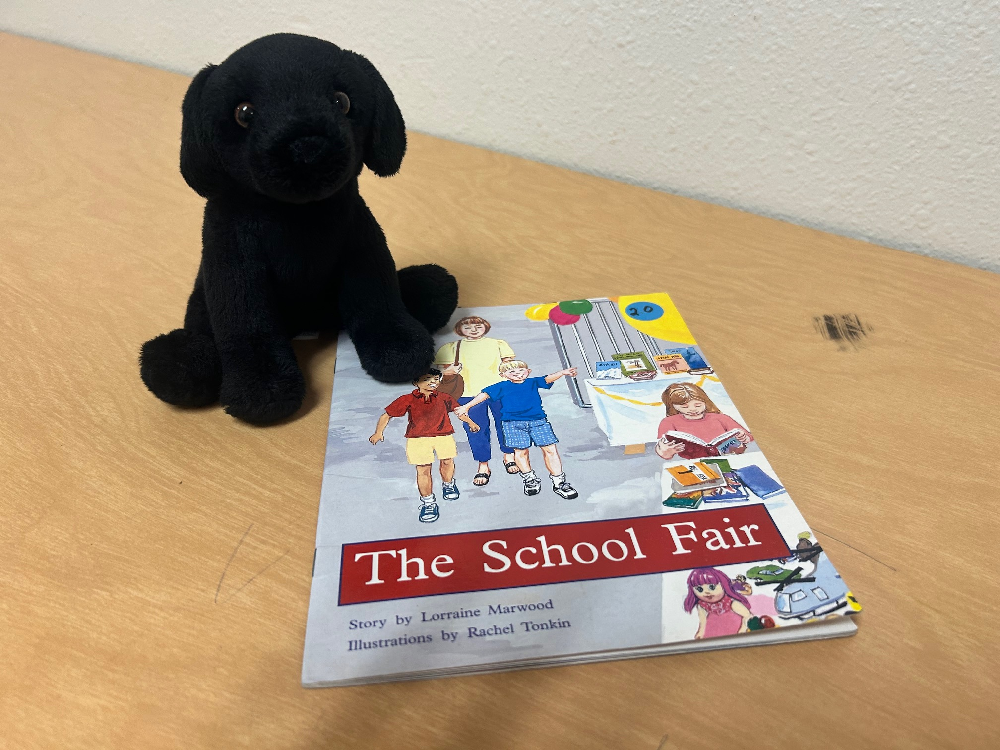 2.0
The School Fair
Story by Lorraine Marwood
Illustrations by Rachel Tonkin